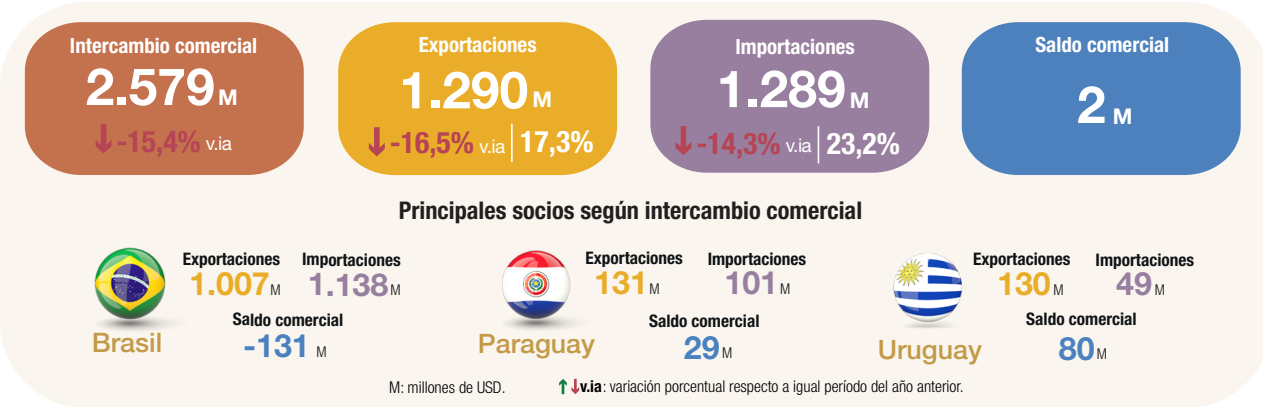 Intercambio comercial
2.579 M
↓-15,4% v.ia
Exportaciones
1.290 M
↓-16,5% v.ia | 17,3%
Importaciones
1.289 M
↓-14,3% v.ia | 23,2%
Saldo comercial
2 M
Principales socios según intercambio comercial
Brasil
Exportaciones Importaciones
1.007 M 1.138 M
Saldo comercial
-131 M
Paraguay
Exportaciones Importaciones
131 M 101 M
Saldo comercial
29 M
Uruguay
Exportaciones Importaciones
130 M 49 M
Saldo comercial
80 M
M: millones de USD. ↑↓v.ia: variación porcentual respecto a igual período del año anterior.